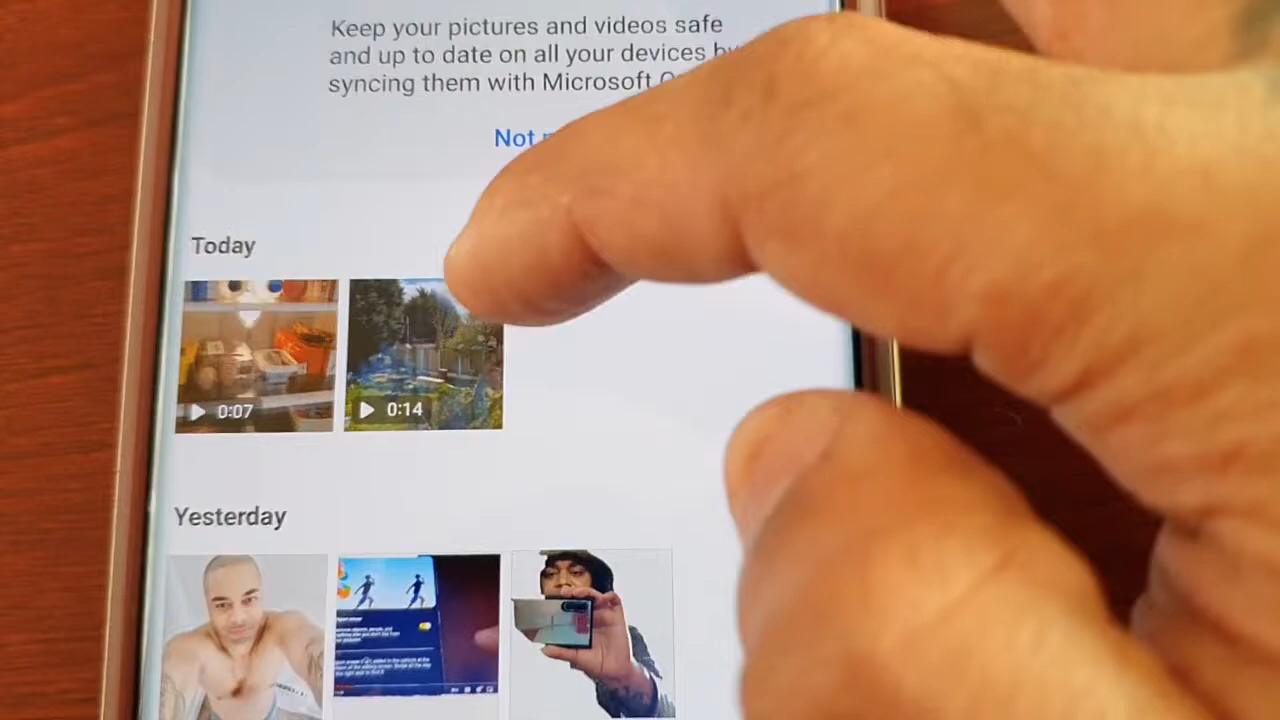 Keep your pictures and videos safe
and up to date on all your devices by
syncing them with Microsoft
Not
Today
0:07
0:14
Yesterday